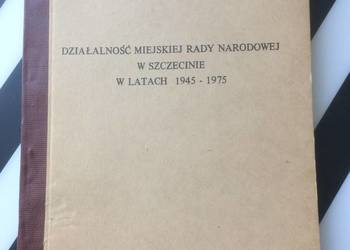 DZIAŁALNOŚĆ MIEJSKIEJ RADY NARODOWEJ
W SZCZECINIE
W LATACH 1945 - 1975